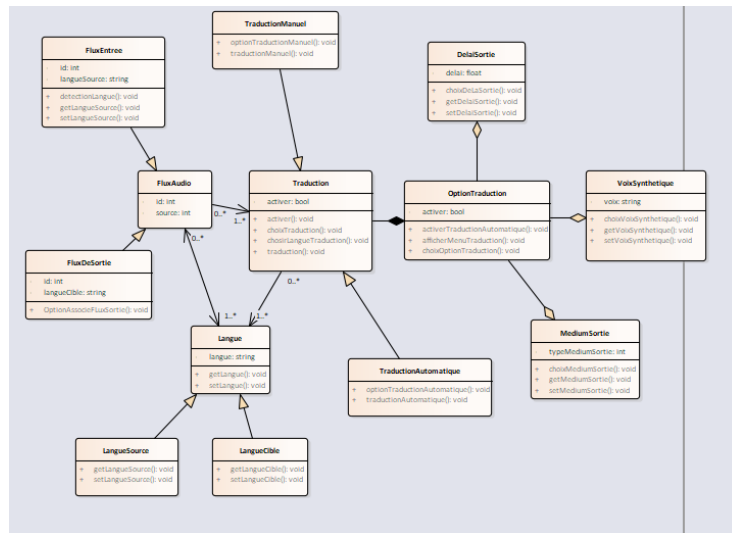 TraductionManuel
+ optionTraductionManuel(): void
+ traductionManuel(): void
FluxEntree
- id: int
- langueSource: string
+ detectionLangue(): void
+ getLangueSource(): void
+ setLangueSource(): void
DelaiSortie
- delai: float
+ choixDeLaSortie(): void
+ getDelaiSortie(): void
+ setDelaiSortie(): void
FluxAudio
- id: int
- source: int
0..*
1..*
0..*
Traduction
- activer: bool
+ activer(): void
+ choixTraduction(): void
+ chosirLangueTraduction(): void
+ traduction(): void
0..*
OptionTraduction
- activer: bool
+ activerTraductionAutomatique(): void
+ afficherMenuTraduction(): void
+ choixOptionTraduction(): void
VoixSynthetique
- voix: string
+ choixVoixSynthetique(): void
+ getVoixSynthetique(): void
+ setVoixSynthetique(): void
FluxDeSortie
- id: int
- langueCible: string
+ OptionAssocieFLuxSortie(): void
1..*
1..*
Langue
- langue: string
+ getLangue(): void
+ setLangue(): void
MediumSortie
- typeMediumSortie: int
+ choixMediumSortie(): void
+ getMediumSortie(): void
+ setMediumSortie(): void
TraductionAutomatique
+ optionTraductionAutomatique(): void
+ traductionAutomatique(): void
LangueSource
+ getLangueSource(): void
+ setLangueSource(): void
LangueCible
+ getLangueCible(): void
+ setLangueCible(): void